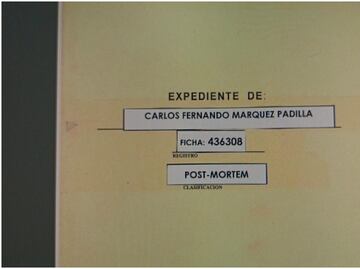 EXPEDIENTE DE:
CARLOS FERNANDO MARQUEZ PADILLA
FICHA: 436308
REGISTRO
POST-MORTEM
CLASIFICACION